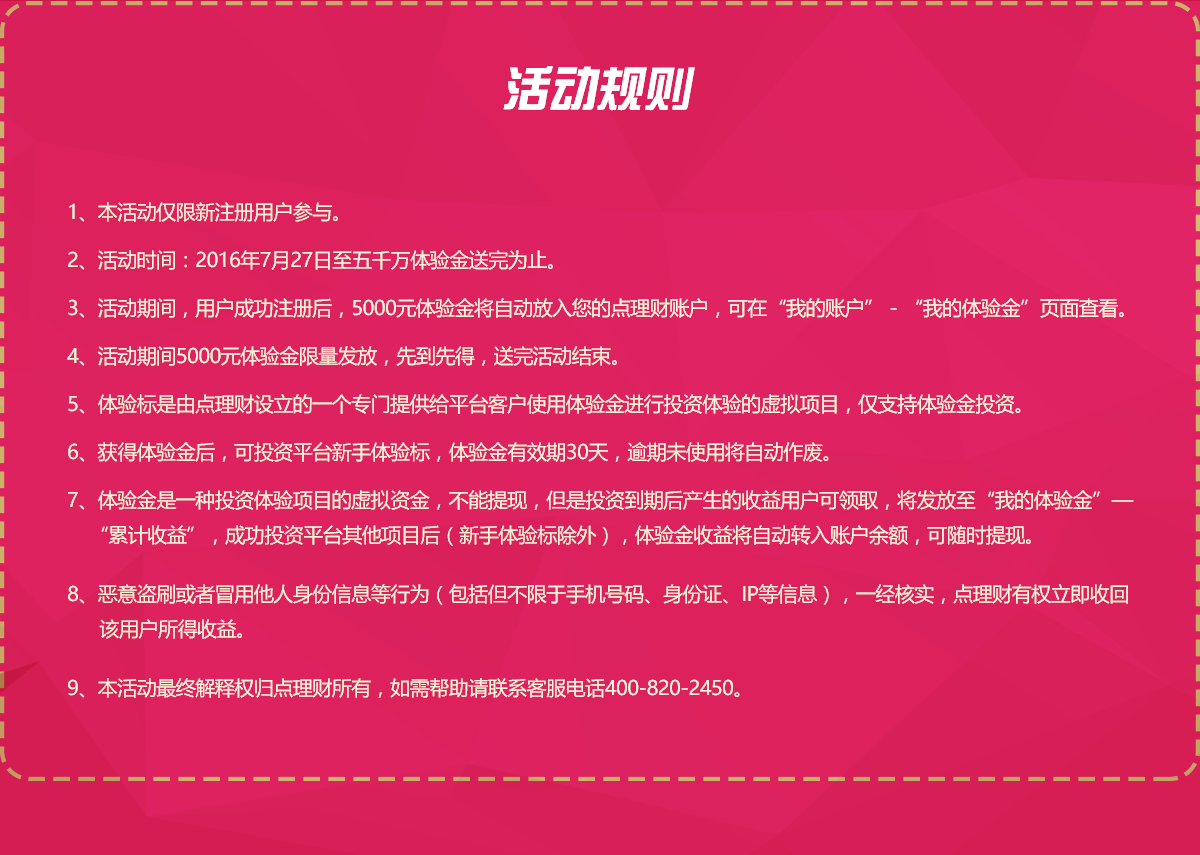 活动规则
1、本活动仅限新注册用户参与。
2、活动时间：2016年7月27日至五千万体验金送完为止。
3、活动期间，用户成功注册后，5000元体验金将自动放入您的点理财账户，可在“我的账户” - “我的体验金”页面查看。
4、活动期间5000元体验金限量发放，先到先得，送完活动结束。
5、体验标是由点理财设立的一个专门提供给平台客户使用体验金进行投资体验的虚拟项目，仅支持体验金投资。
6、获得体验金后，可投资平台新手体验标，体验金有效期30天，逾期未使用将自动作废。
7、体验金是一种投资体验项目的虚拟资金，不能提现，但是投资到期后产生的收益用户可领取，将发放至“我的体验金”—
“累计收益”，成功投资平台其他项目后（新手体验标除外），体验金收益将自动转入账户余额，可随时提现。
8、恶意盗刷或者冒用他人身份信息等行为（包括但不限于手机号码、身份证、IP等信息），一经核实，点理财有权立即收回
该用户所得收益。
9、本活动最终解释权归点理财所有，如需帮助请联系客服电话400-820-2450。